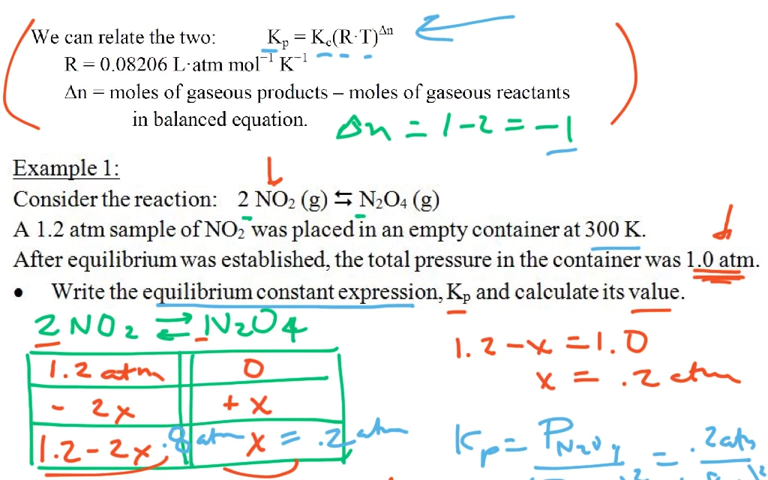 We can relate the two: Kp = Kc(R·T)^Δn
R = 0.08206 L·atm mol⁻¹ K⁻¹
Δn = moles of gaseous products – moles of gaseous reactants
in balanced equation.
Δn = 1-2 = -1
Example 1:
Consider the reaction: 2 NO₂ (g) ⇆ N₂O₄ (g)
A 1.2 atm sample of NO₂ was placed in an empty container at 300 K.
After equilibrium was established, the total pressure in the container was 1.0 atm.
• Write the equilibrium constant expression, Kp and calculate its value.
2NO₂ ⇄ N₂O₄
1.2 atm 0
- 2x + x
1.2-2x .8 atm x = .2 atm
1.2-x = 1.0
x = .2 atm
Kp = P N₂O₄ = .2 atm